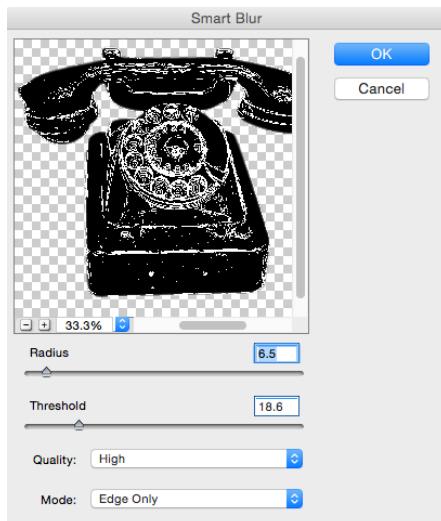 Smart Blur
OK
Cancel
33.3%
Radius
6.5
Threshold
18.6
Quality: High
Mode: Edge Only